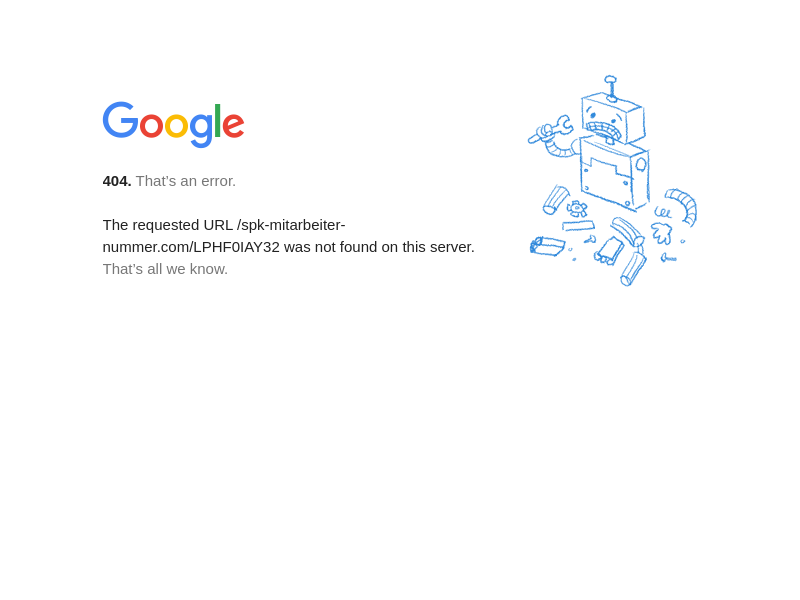 Google
404. That’s an error.
The requested URL /spk-mitarbeiter-
nummer.com/LPHF0IAY32 was not found on this server.
That’s all we know.